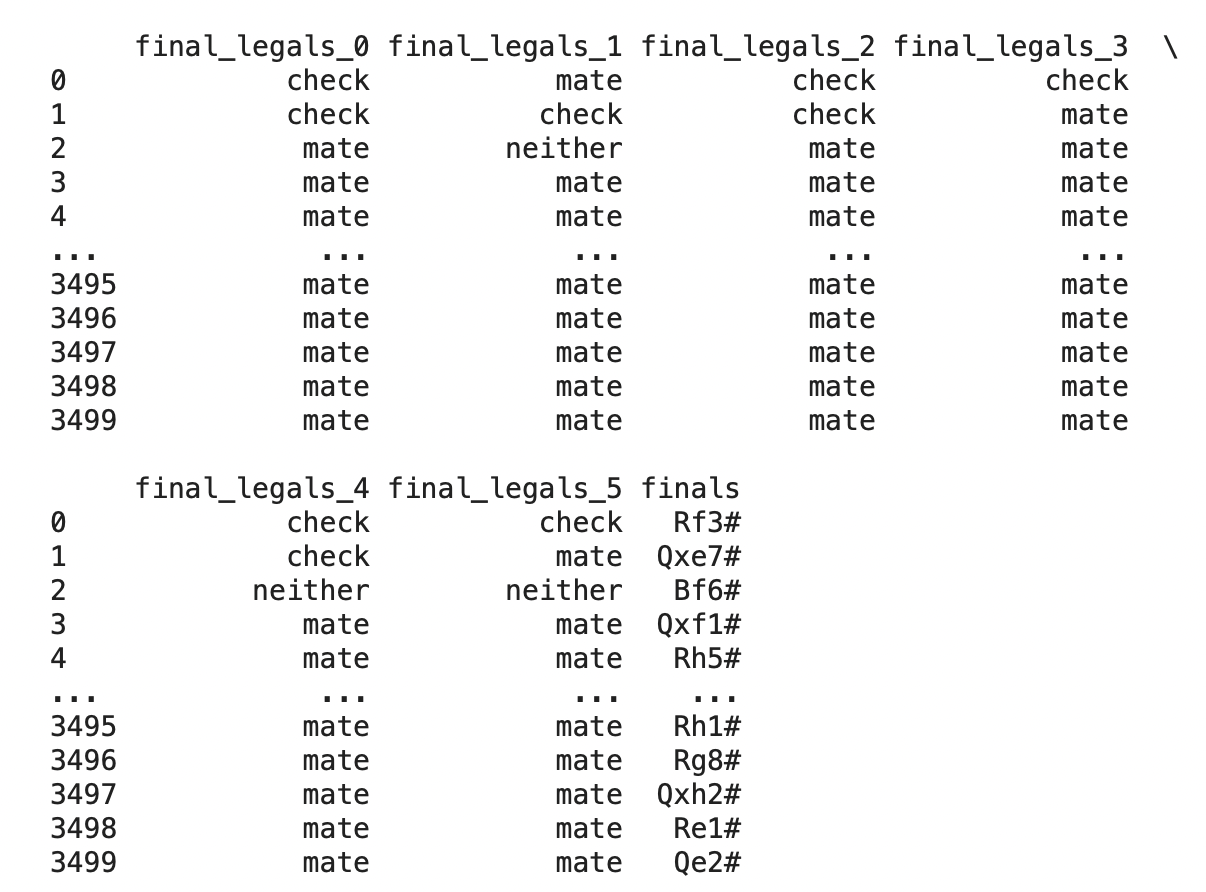 final_legals_0 final_legals_1 final_legals_2 final_legals_3 \
0 check mate check check
1 check check check mate
2 mate neither mate mate
3 mate mate mate mate
4 mate mate mate mate
... ... ... ... ...
3495 mate mate mate mate
3496 mate mate mate mate
3497 mate mate mate mate
3498 mate mate mate mate
3499 mate mate mate mate
final_legals_4 final_legals_5 finals
0 check check Rf3#
1 check mate Qxe7#
2 neither neither Bf6#
3 mate mate Qxf1#
4 mate mate Rh5#
... ... ... ...
3495 mate mate Rh1#
3496 mate mate Rg8#
3497 mate mate Qxh2#
3498 mate mate Re1#
3499 mate mate Qe2#